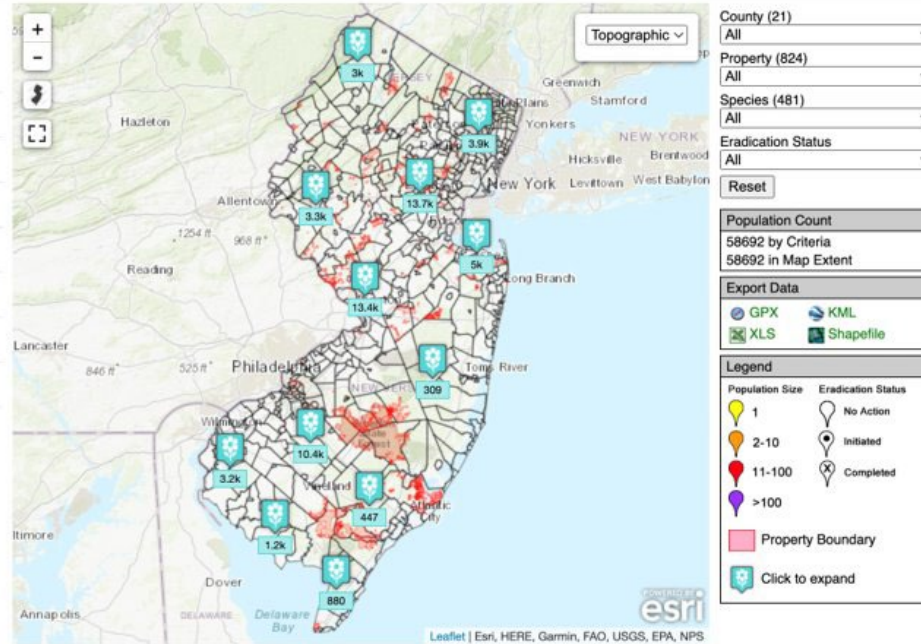 +
−
Topographic
Greenwich
Stamford
Yonkers
Hazleton
NEW YORK
Hicksville
Brentwood
New York
Levittown
West Babylon
Allentown
3k
3.9k
13.7k
3.3k
5k
1254 ft
968 ft
Reading
Long Branch
13.4k
Lancaster
846 ft
525 ft
Philadelphia
Toms River
309
10.4k
3.2k
Vineland
447
Atlantic
City
1.2k
880
Dover
DELAWARE
Delaware
Bay
Annapolis
POWERED BY
esri
Leaflet | Esri, HERE, Garmin, FAO, USGS, EPA, NPS
County (21)
All
Property (824)
All
Species (481)
All
Eradication Status
All
Reset
Population Count
58692 by Criteria
58692 in Map Extent
Export Data
GPX
KML
XLS
Shapefile
Legend
Population Size
Eradication Status
1
No Action
2-10
Initiated
11-100
X Completed
>100
Property Boundary
Click to expand